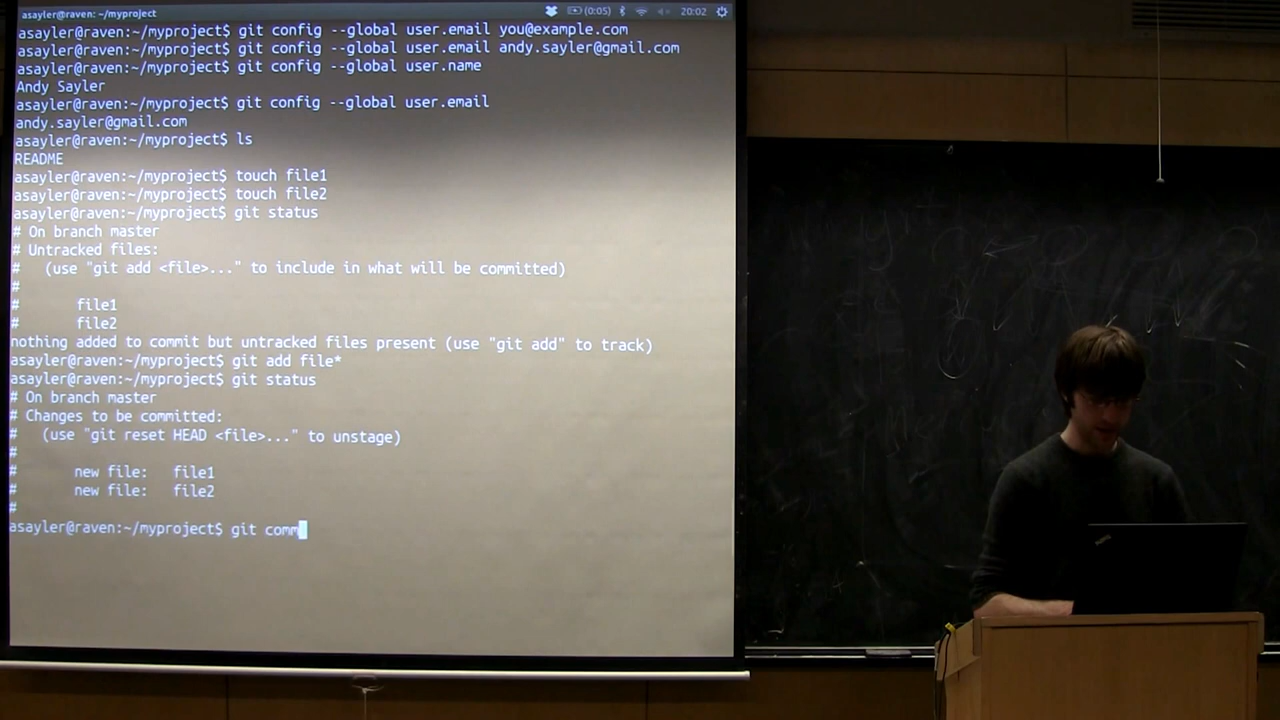 asayler@raven: ~/myproject (0:05) 20:02
asayler@raven:~/myproject$ git config --global user.email you@example.com
asayler@raven:~/myproject$ git config --global user.email andy.sayler@gmail.com
asayler@raven:~/myproject$ git config --global user.name
Andy Sayler
asayler@raven:~/myproject$ git config --global user.email
andy.sayler@gmail.com
asayler@raven:~/myproject$ ls
README
asayler@raven:~/myproject$ touch file1
asayler@raven:~/myproject$ touch file2
asayler@raven:~/myproject$ git status
# On branch master
# Untracked files:
#   (use "git add <file>..." to include in what will be committed)
#
#       file1
#       file2
nothing added to commit but untracked files present (use "git add" to track)
asayler@raven:~/myproject$ git add file*
asayler@raven:~/myproject$ git status
# On branch master
# Changes to be committed:
#   (use "git reset HEAD <file>..." to unstage)
#
#       new file:   file1
#       new file:   file2
#
asayler@raven:~/myproject$ git comm